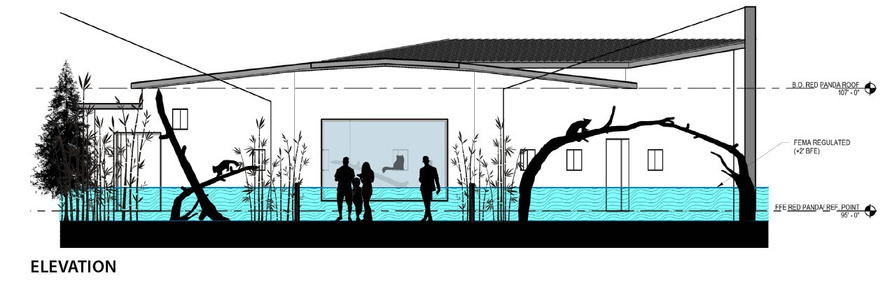 B.O. RED PANDA ROOF
107' - 0"
FEMA REGULATED
(+2' BFE)
FFE RED PANDA/ REF. POINT
95' - 0"
ELEVATION